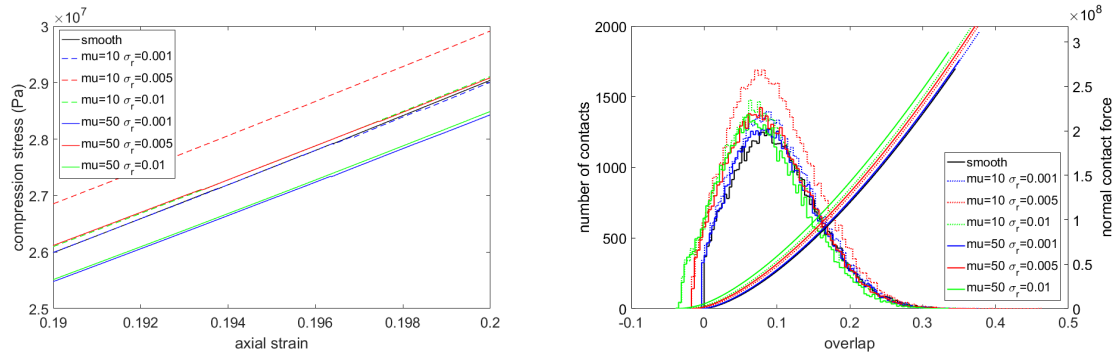 ×10⁷
3
2.9
2.8
2.7
2.6
2.5
compression stress (Pa)
smooth
mu=10 σr=0.001
mu=10 σr=0.005
mu=10 σr=0.01
mu=50 σr=0.001
mu=50 σr=0.005
mu=50 σr=0.01
0.19 0.192 0.194 0.196 0.198 0.2
axial strain
2000
1500
1000
500
0
number of contacts
×10⁸
3
2.5
2
1.5
1
0.5
0
normal contact force
smooth
mu=10 σr=0.001
mu=10 σr=0.005
mu=10 σr=0.01
mu=50 σr=0.001
mu=50 σr=0.005
mu=50 σr=0.01
-0.1 0 0.1 0.2 0.3 0.4 0.5
overlap